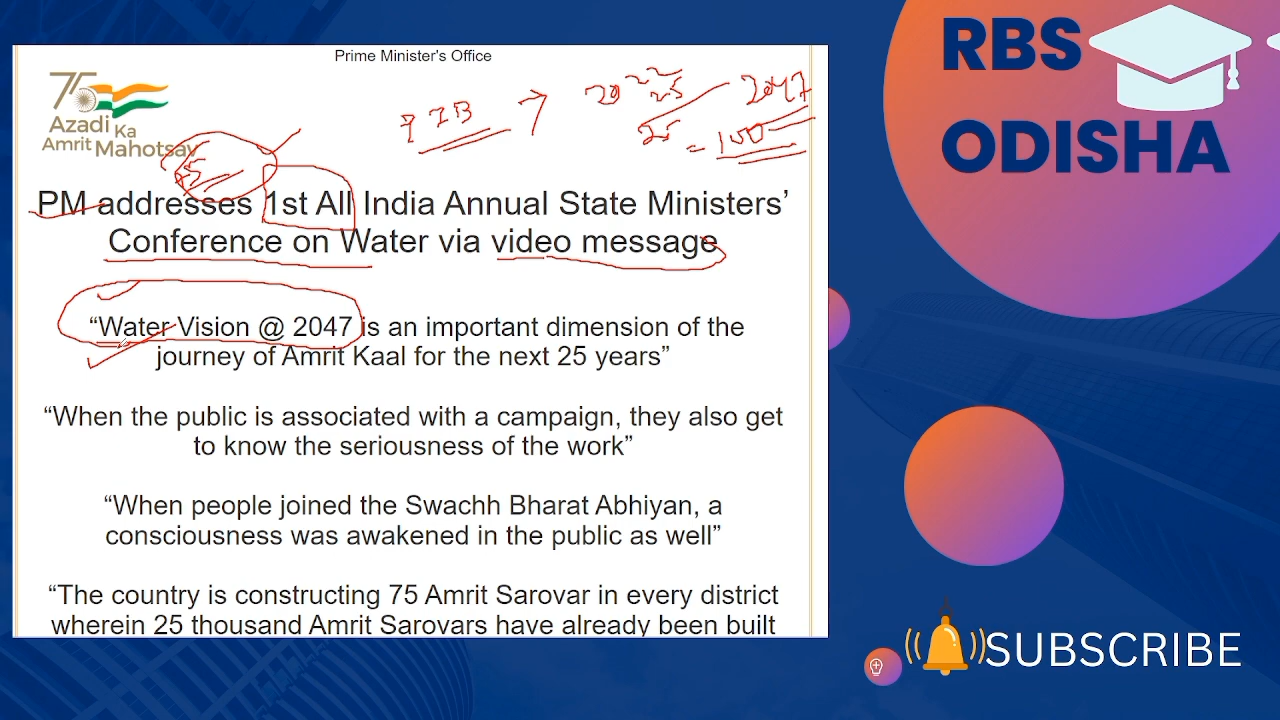 Prime Minister's Office
75
Azadi Ka
Amrit Mahotsav
PIB
2022
25
2047
25 = 100
75
PM addresses 1st All India Annual State Ministers’
Conference on Water via video message
“Water Vision @ 2047 is an important dimension of the
journey of Amrit Kaal for the next 25 years”
“When the public is associated with a campaign, they also get
to know the seriousness of the work”
“When people joined the Swachh Bharat Abhiyan, a
consciousness was awakened in the public as well”
“The country is constructing 75 Amrit Sarovar in every district
wherein 25 thousand Amrit Sarovars have already been built
RBS
ODISHA
SUBSCRIBE